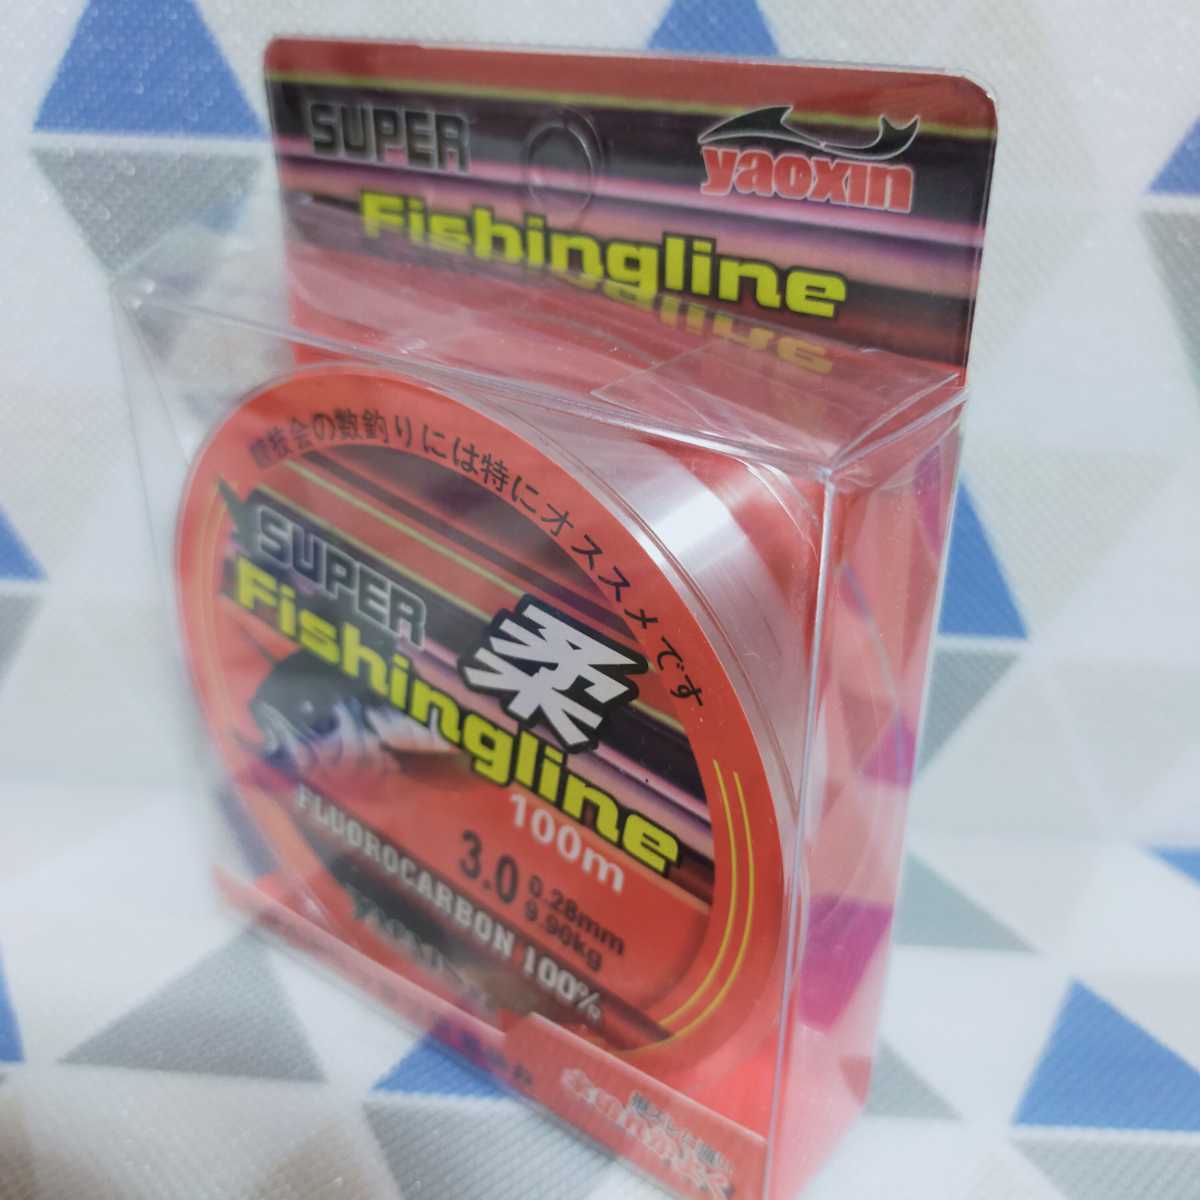 SUPER
yaoxin
Fishingline
競技会の数釣りには特にオススメです
SUPER
柔
Fishingline
100m
3.0
0.28mm
9.90kg
FLUOROCARBON 100%